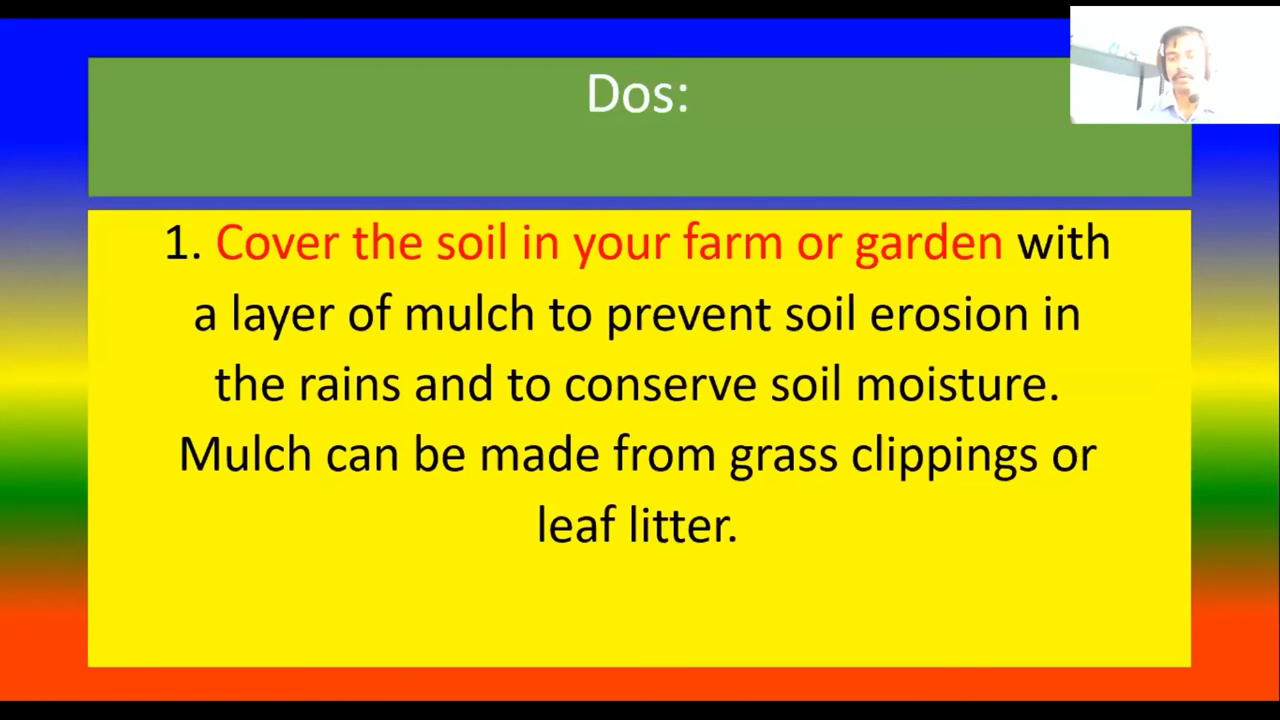 Dos:
1. Cover the soil in your farm or garden with
a layer of mulch to prevent soil erosion in
the rains and to conserve soil moisture.
Mulch can be made from grass clippings or
leaf litter.